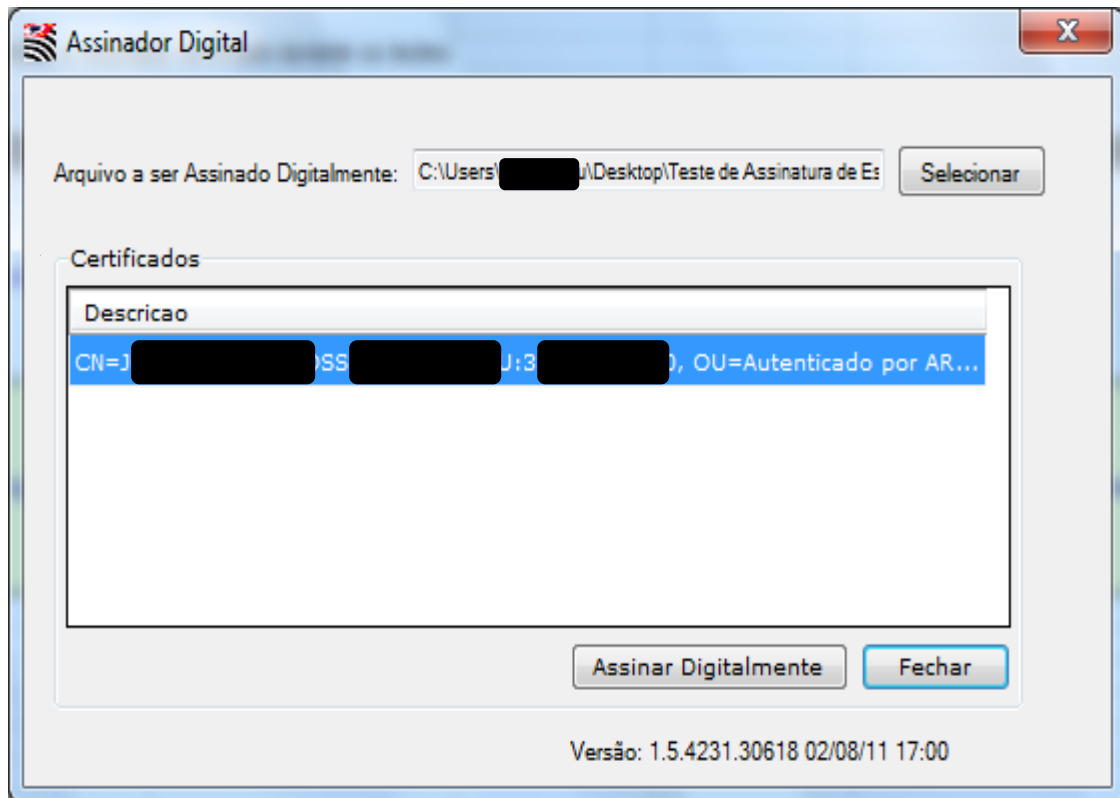 Assinador Digital
X
Arquivo a ser Assinado Digitalmente: C:\Users\ u\Desktop\Teste de Assinatura de Es Selecionar
Certificados
Descricao
CN=J SS J:3 , OU=Autenticado por AR...
Assinar Digitalmente Fechar
Versão: 1.5.4231.30618 02/08/11 17:00